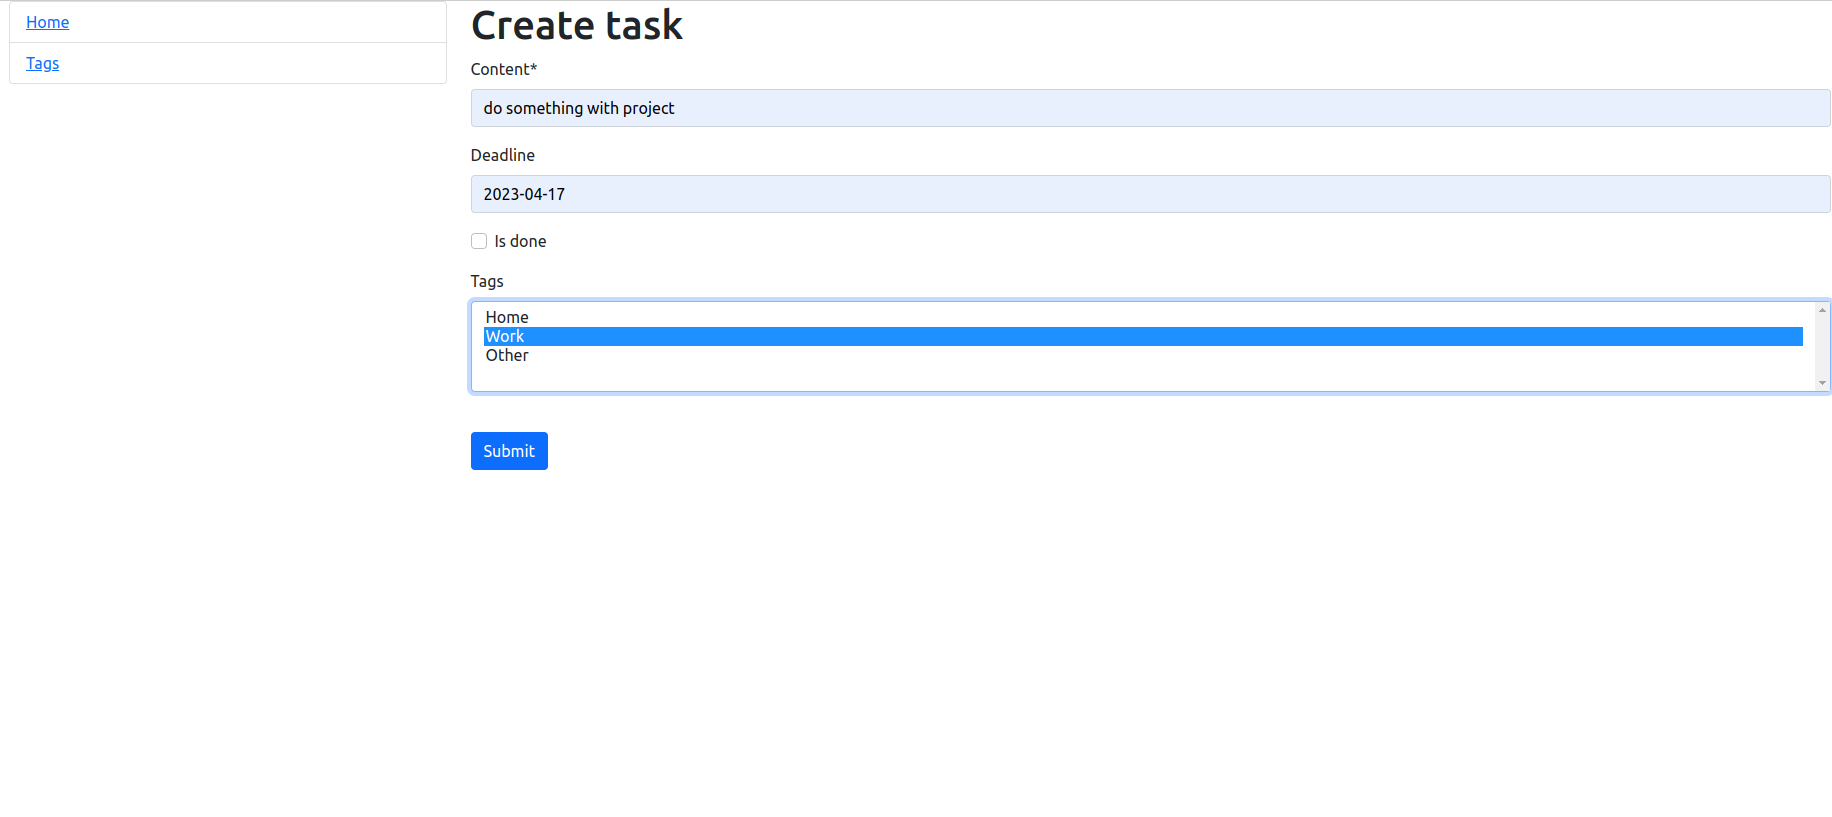 Home
Tags
Create task
Content*
do something with project
Deadline
2023-04-17
Is done
Tags
Home
Work
Other
Submit